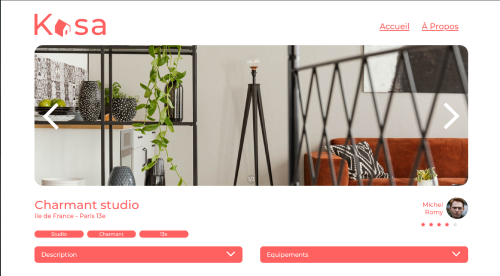 Kasa
Accueil
À Propos
Charmant studio
Ile de France - Paris 13e
Michel
Romy
Studio
Charmant
13e
Description
Equipements